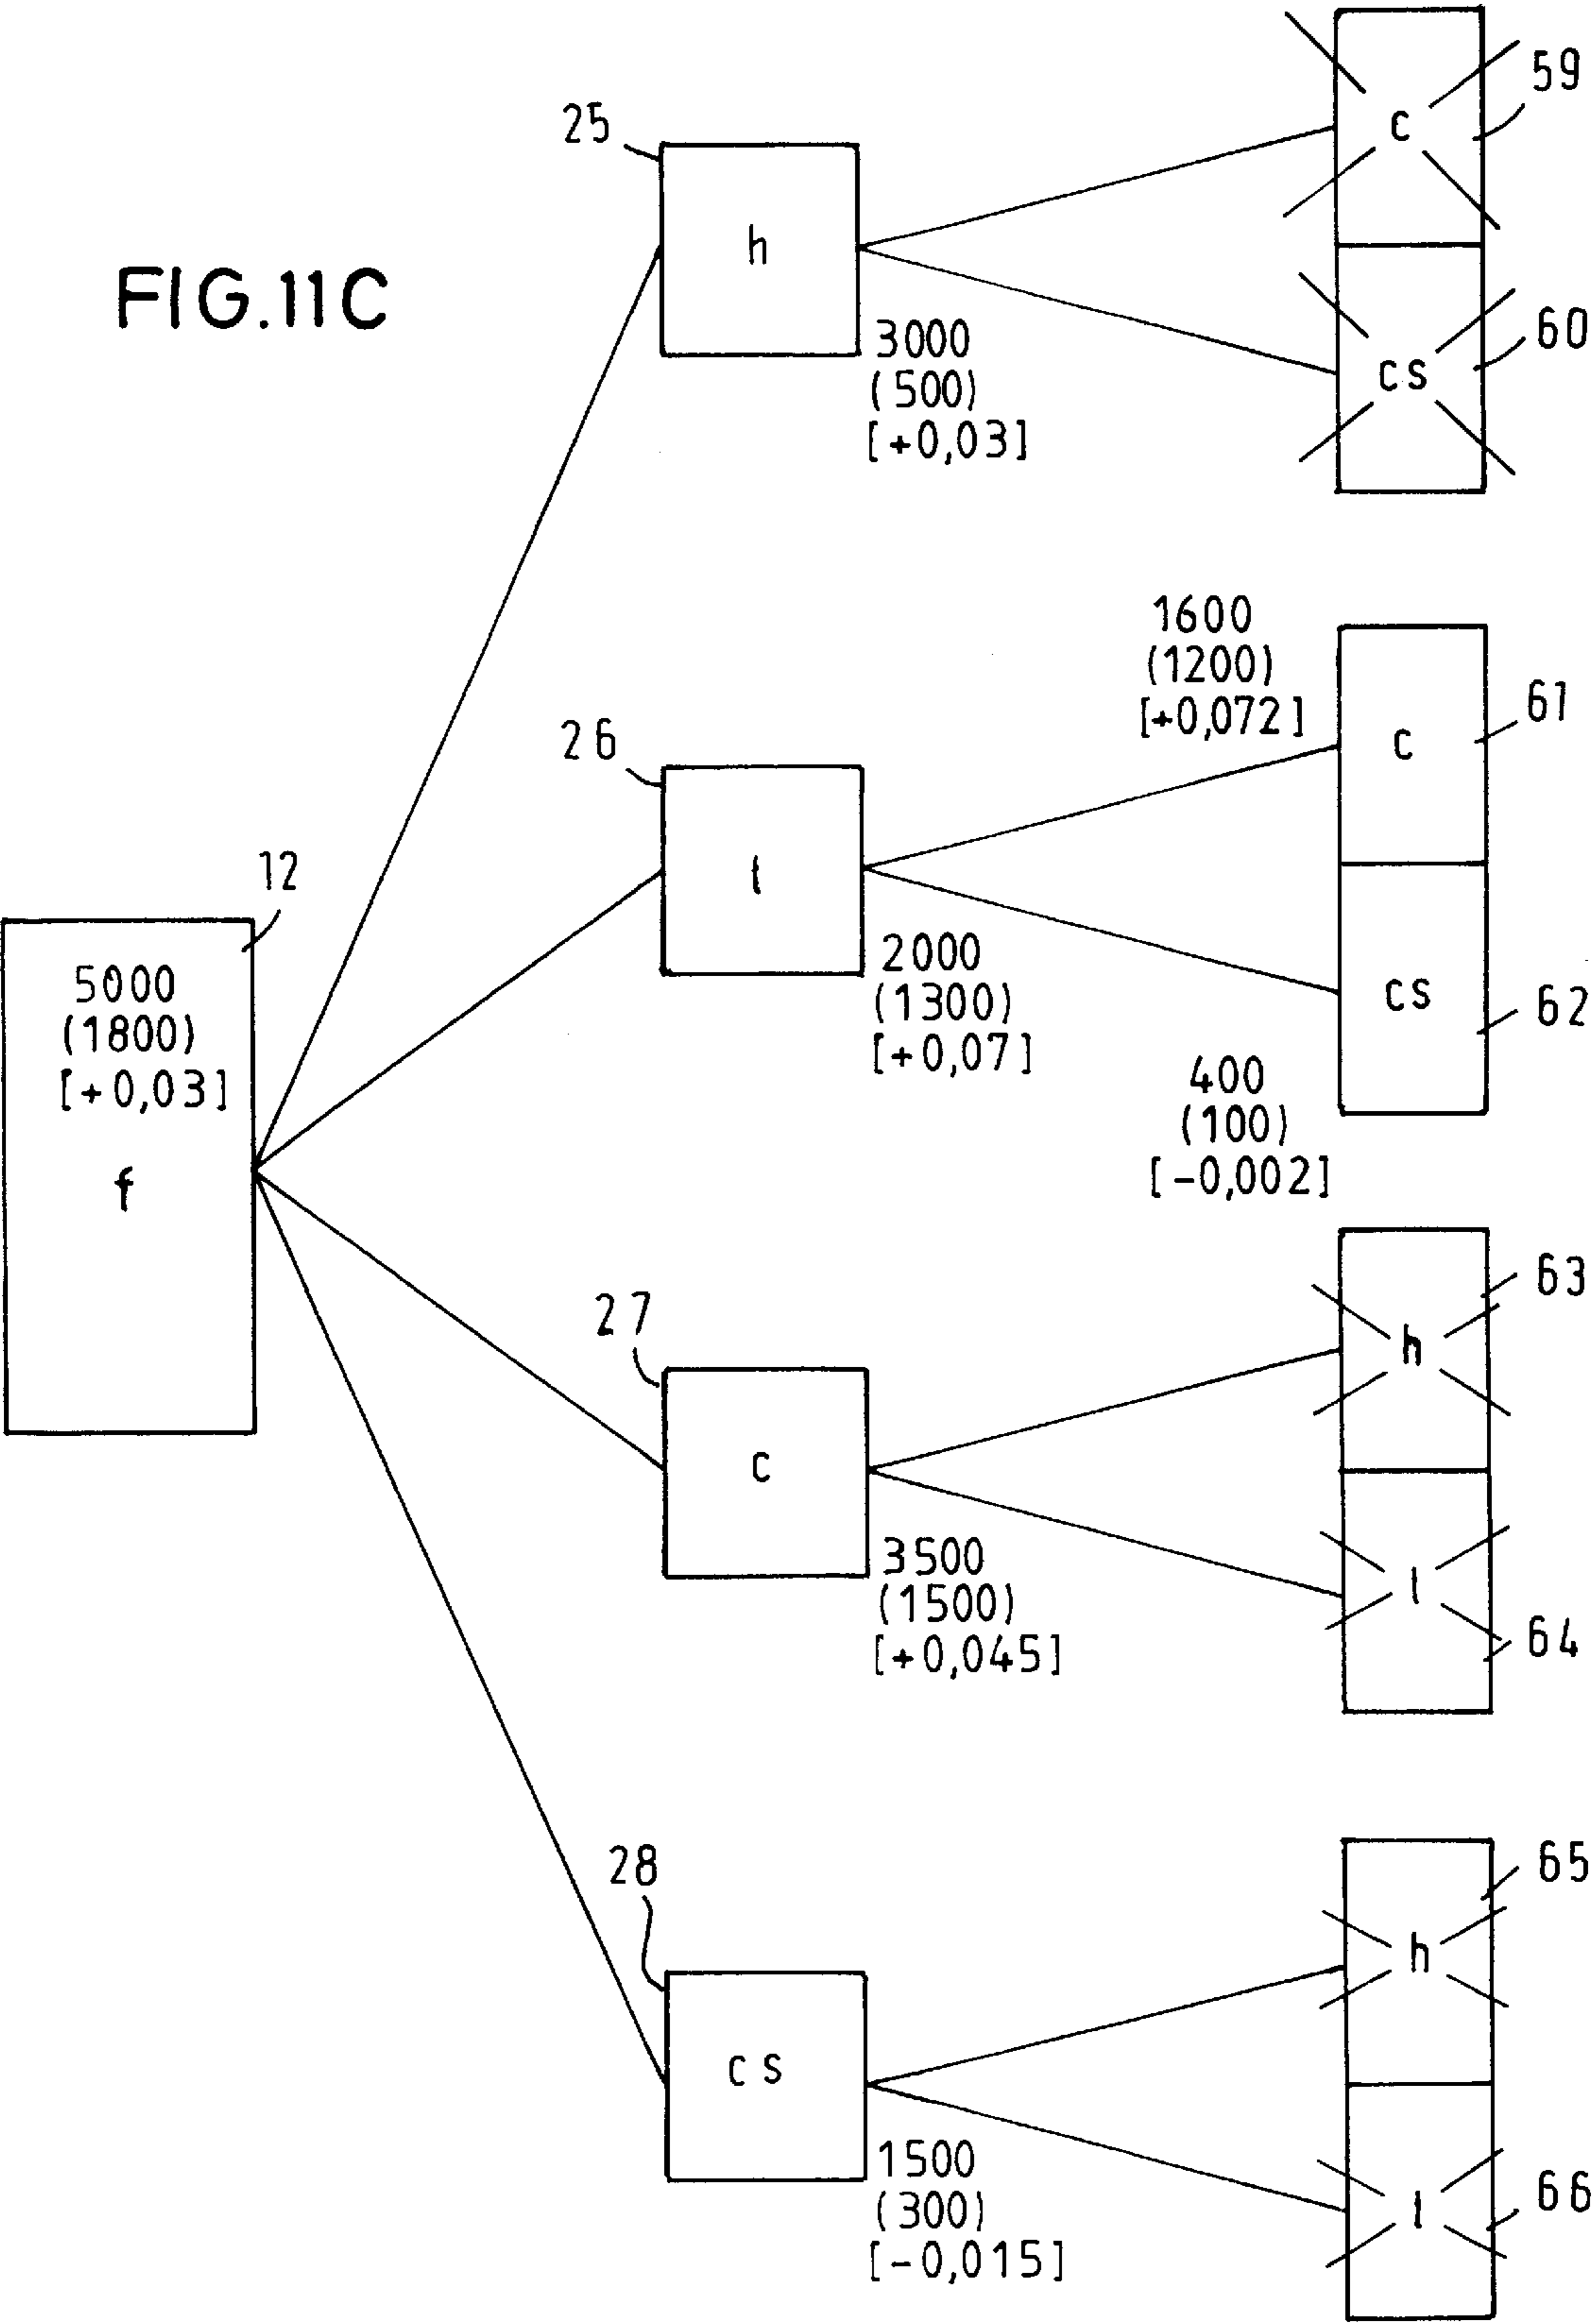 FIG.11C
59
c
25
h
60
cs
3000
(500)
[+0,03]
1600
(1200)
[+0,072]
61
c
26
l
12
5000
(1800)
[+0,03]
f
2000
(1300)
[+0,07]
cs
62
400
(100)
[-0,002]
63
h
27
c
l
3500
(1500)
[+0,045]
64
65
h
28
cs
1500
(300)
[-0,015]
l
66